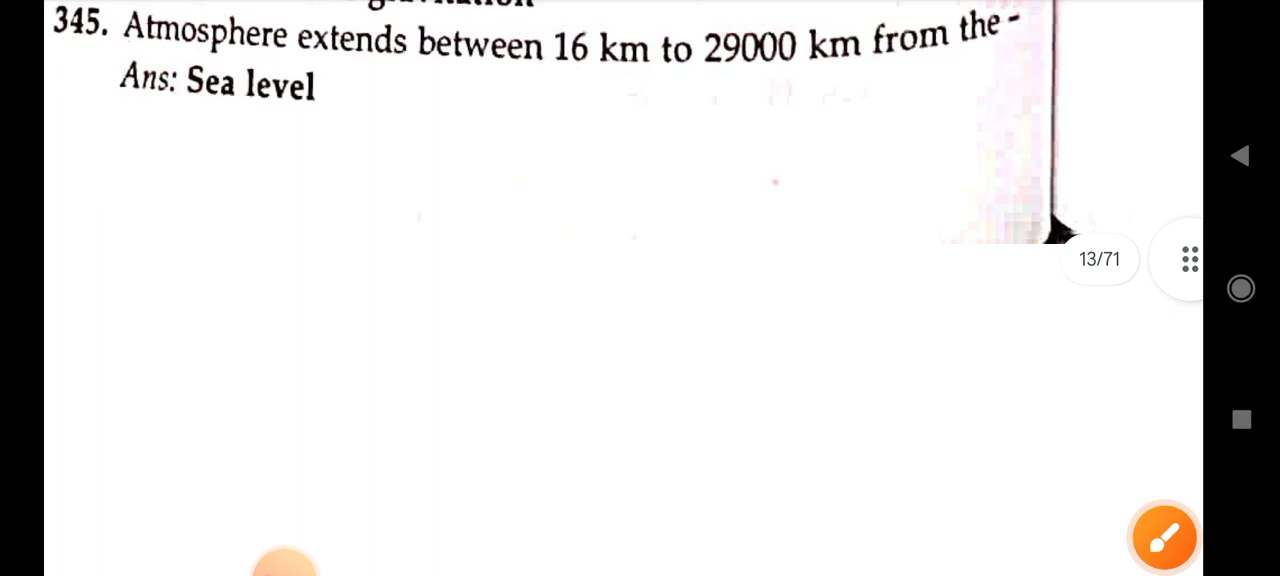 345. Atmosphere extends between 16 km to 29000 km from the -
Ans: Sea level
13/71